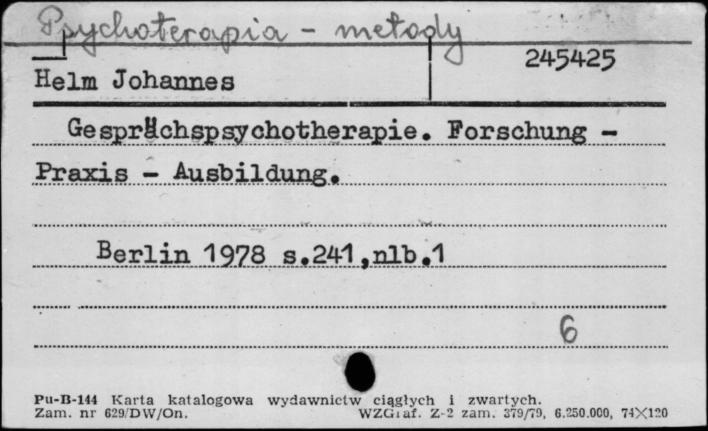 Psychoterapia - metody
245425
Helm Johannes
Gesprächspsychotherapie. Forschung -
Praxis - Ausbildung.
Berlin 1978 s.241,nlb.1
6
Pu-B-144 Karta katalogowa wydawnictw ciągłych i zwartych.
Zam. nr 629/DW/On. WZGraf. Z-2 zam. 379/79, 6.250.000, 74X120